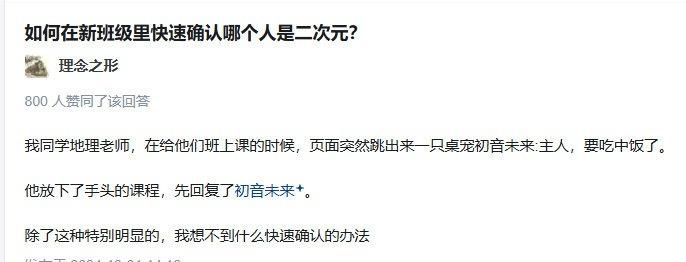 如何在新班级里快速确认哪个人是二次元?
理念之形
800 人赞同了该回答
我同学地理老师，在给他们班上课的时候，页面突然跳出来一只桌宠初音未来:主人，要吃中饭了。
他放下了手头的课程，先回复了初音未来。
除了这种特别明显的，我想不到什么快速确认的办法